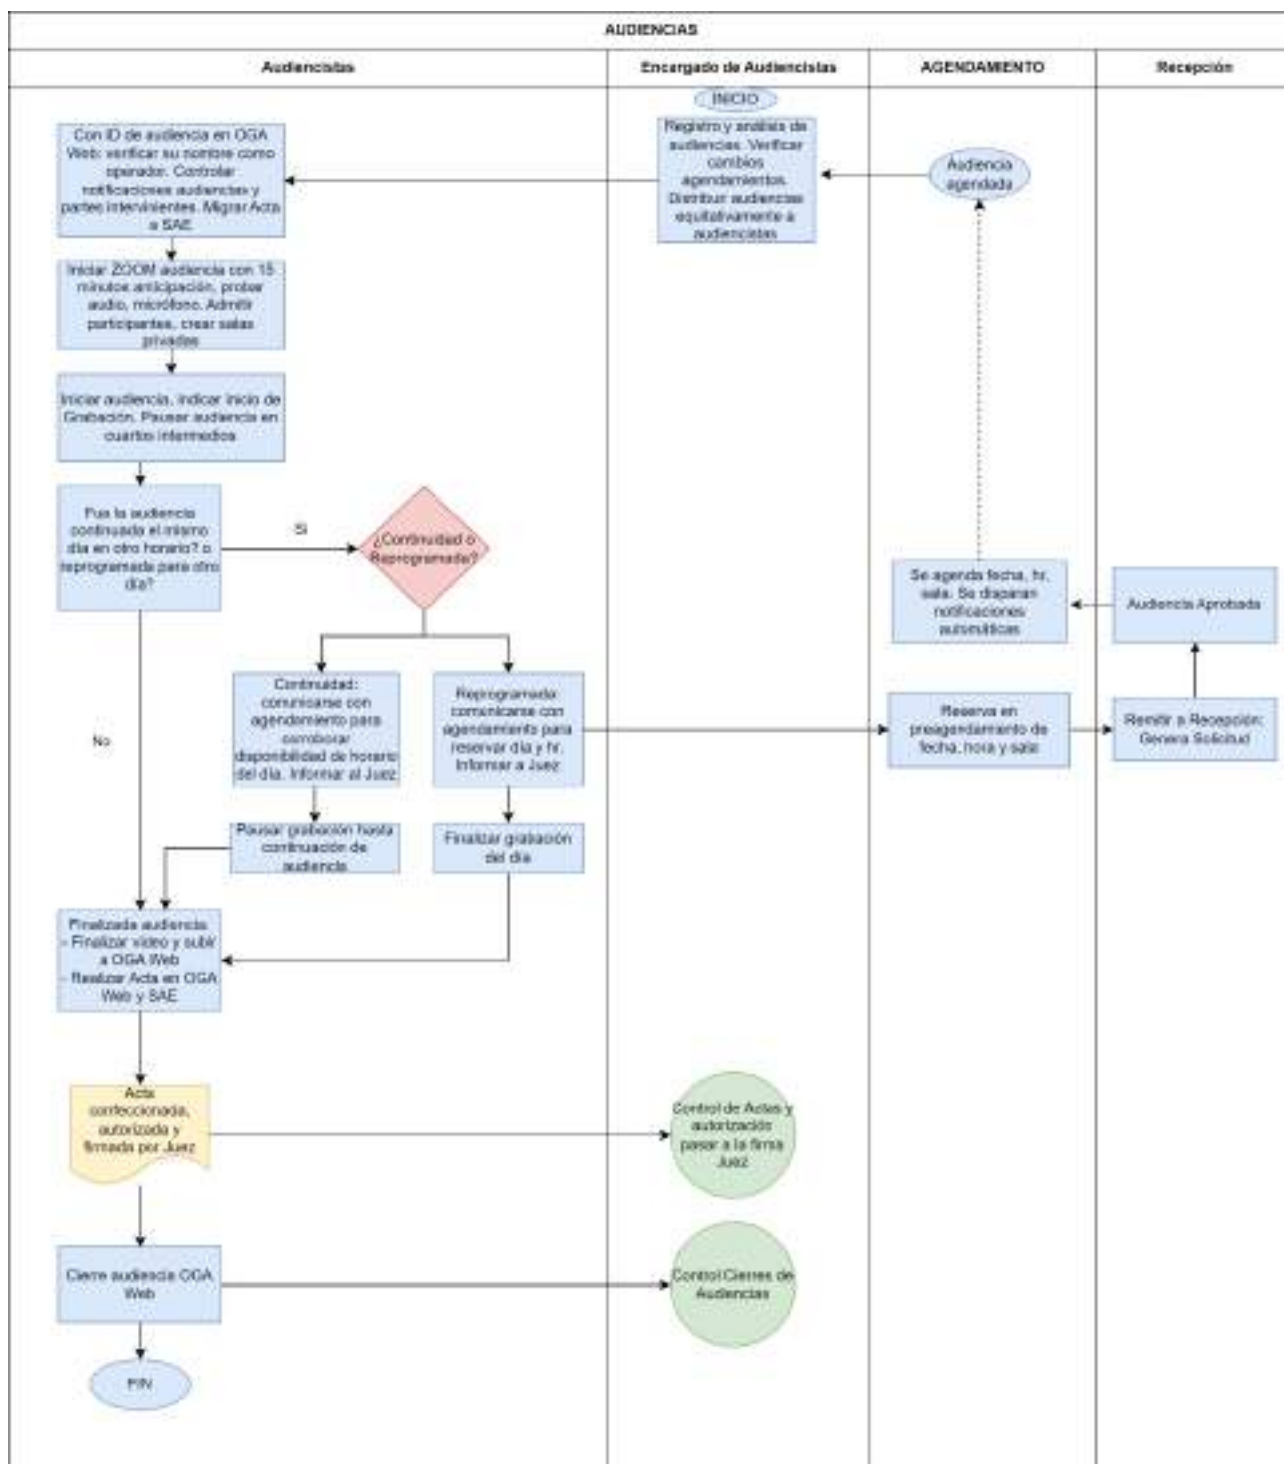 AUDIENCIAS
Audiencistas
Encargado de Audiencistas
AGENDAMIENTO
Recepción
INICIO
Con ID de audiencia en OGA
Web: verificar su nombre como
operador. Controlar
notificaciones audiencias y
partes intervinientes. Migrar Acta
a SAE
Registro y análisis de
audiencias. Verificar
cambios
agendamientos.
Distribuir audiencias
equitativamente a
audiencistas
Audiencia
agendada
Iniciar ZOOM audiencia con 15
minutos anticipación, probar
audio, micrófono. Admitir
participantes, crear salas
privadas
Iniciar audiencia, indicar inicio de
Grabación. Pausar audiencia en
cuartos intermedios
Fue la audiencia
continuada el mismo
día en otro horario? o
reprogramada para otro
día?
Si
¿Continuidad o
Reprogramada?
Se agenda fecha, hr,
sala. Se disparan
notificaciones
automáticas
Audiencia Aprobada
No
Continuidad:
comunicarse con
agendamiento para
corroborar
disponibilidad de horario
del día. Informar al Juez
Reprogramada:
comunicarse con
agendamiento para
reservar día y hr.
Informar a Juez
Reserva en
preagendamiento de
fecha, hora y sala
Remitir a Recepción:
Genera Solicitud
Pausar grabación hasta
continuación de
audiencia
Finalizar grabación
del día
Finalizada audiencia
- Finalizar video y subir
a OGA Web
- Realizar Acta en OGA
Web y SAE
Acta
confeccionada,
autorizada y
firmada por Juez
Control de Actas y
autorización
pasar a la firma
Juez
Cierre audiencia OGA
Web
Control Cierres de
Audiencias
FIN